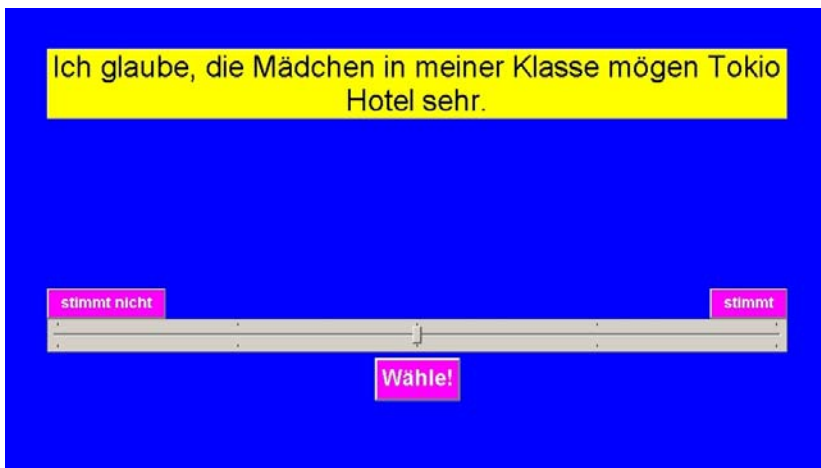 Ich glaube, die Mädchen in meiner Klasse mögen Tokio
Hotel sehr.
stimmt nicht
stimmt
Wähle!